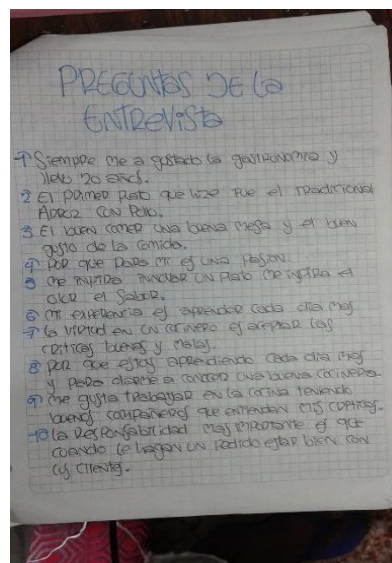 PREGUNTAS DE LA
ENTREVISTA
1 Siempre me a gustado la gastronomia y
llevo 20 años.
2 El primer plato que hize fue el tradicional
Arroz con Pollo.
3 El buen comer una buena mesa y el buen
gusto de la comida.
4 Por que para mi es una pasion.
5 me inspira innovar un plato me inspira el
olor el sabor.
6 mi experiencia es aprender cada dia mas
7 la virtud en un cocinero es aceptar las
criticas buenas y malas.
8 Por que estoy aprendiendo cada dia mas
y para darme a conocer una buena cocinera.
9 me gusta trabajar en la cocina teniendo
buenos compañeros que entiendan mis criticas.
10 la responsabilidad mas importante es que
cuando le hagan un pedido estar bien con
los cliente.